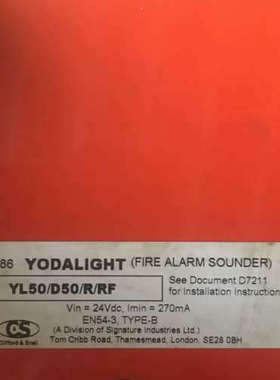 86 YODALIGHT (FIRE ALARM SOUNDER)
YL50/D50/R/RF
See Document D7211
for Installation Instruction
Vin = 24Vdc, Imin = 270mA
EN54-3, TYPE-B
(A Division of Signature Industries Ltd.)
Tom Cribb Road, Thamesmead, London. SE28 0BH
CS
Clifford & Snell